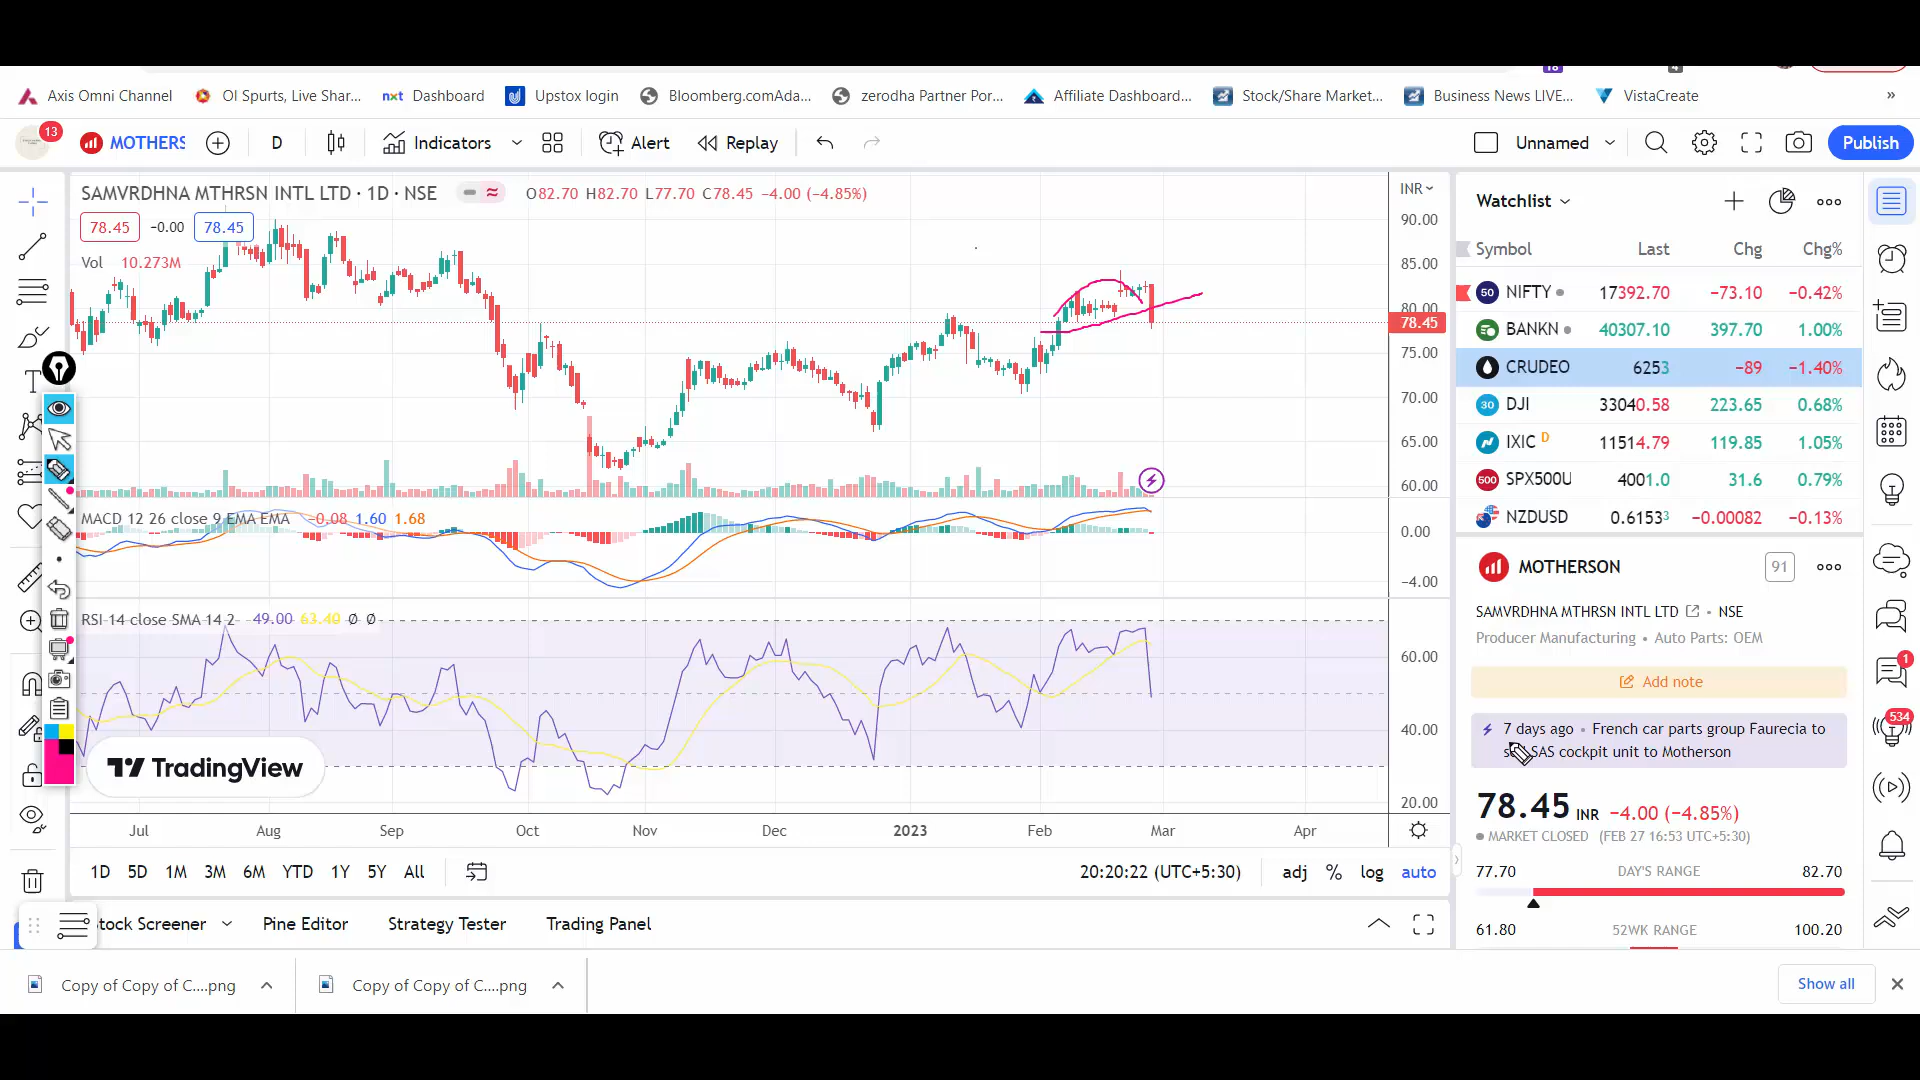 Axis Omni Channel OI Spurts, Live Shar... nxt Dashboard Upstox login Bloomberg.comAda... zerodha Partner Por... Affiliate Dashboard... Stock/Share Market... Business News LIVE... VistaCreate »
13 MOTHERS D Indicators Alert Replay Unnamed Publish
SAMVRDHNA MTHRSN INTL LTD · 1D · NSE O82.70 H82.70 L77.70 C78.45 −4.00 (−4.85%)
78.45 −0.00 78.45
Vol 10.273M
INR
90.00
85.00
80.00
78.45
75.00
70.00
65.00
60.00
MACD 12 26 close 9 EMA EMA −0.08 1.60 1.68
0.00
−4.00
RSI 14 close SMA 14 2 49.00 63.40 Ø Ø
60.00
40.00
20.00
TradingView
Jul Aug Sep Oct Nov Dec 2023 Feb Mar Apr
1D 5D 1M 3M 6M YTD 1Y 5Y All 20:20:22 (UTC+5:30) adj % log auto
tock Screener Pine Editor Strategy Tester Trading Panel
Watchlist
Symbol Last Chg Chg%
50 NIFTY 17392.70 −73.10 −0.42%
BANKN 40307.10 397.70 1.00%
CRUDEO 6253 −89 −1.40%
30 DJI 33040.58 223.65 0.68%
IXIC D 11514.79 119.85 1.05%
500 SPX500U 4001.0 31.6 0.79%
NZDUSD 0.61533 −0.00082 −0.13%
MOTHERSON 91
SAMVRDHNA MTHRSN INTL LTD • NSE
Producer Manufacturing • Auto Parts: OEM
Add note
7 days ago • French car parts group Faurecia to
SAS cockpit unit to Motherson
78.45 INR −4.00 (−4.85%)
MARKET CLOSED (FEB 27 16:53 UTC+5:30)
77.70 DAY'S RANGE 82.70
61.80 52WK RANGE 100.20
1
534
Copy of Copy of C....png Copy of Copy of C....png Show all